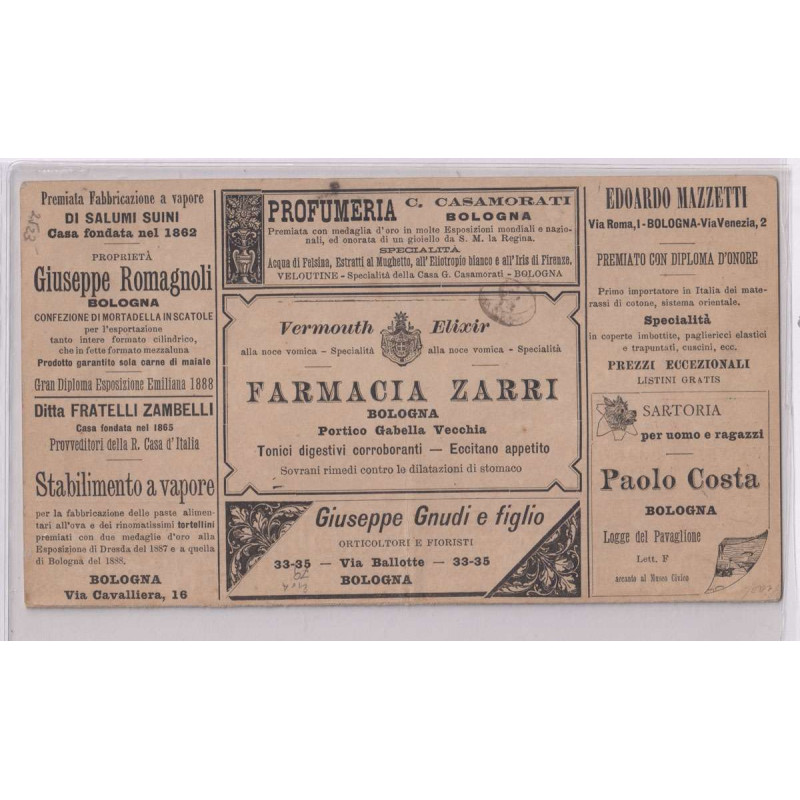 Premiata Fabbricazione a vapore
DI SALUMI SUINI
Casa fondata nel 1862
PROPRIETÀ
Giuseppe Romagnoli
BOLOGNA
CONFEZIONE DI MORTADELLA IN SCATOLE
per l'esportazione
tanto intere formato cilindrico,
che in fette formato mezzaluna
Prodotto garantito sola carne di maiale
Gran Diploma Esposizione Emiliana 1888
Ditta FRATELLI ZAMBELLI
Casa fondata nel 1865
Provveditori della R. Casa d'Italia
Stabilimento a vapore
per la fabbricazione delle paste alimen-
tari all'ova e dei rinomatissimi tortellini
premiati con due medaglie d'oro alla
Esposizione di Dresda del 1887 e a quella
di Bologna del 1888.
BOLOGNA
Via Cavalliera, 16
PROFUMERIA C. CASAMORATI
BOLOGNA
Premiata con medaglia d'oro in molte Esposizioni mondiali e nazio-
nali, ed onorata di un gioiello da S. M. la Regina.
SPECIALITÀ
Acqua di Felsina, Estratti al Mughetto, all'Eliotropio bianco e all'Iris di Firenze.
VELOUTINE - Specialità della Casa G. Casamorati - BOLOGNA
Vermouth Elixir
alla noce vomica - Specialità alla noce vomica - Specialità
FARMACIA ZARRI
BOLOGNA
Portico Gabella Vecchia
Tonici digestivi corroboranti — Eccitano appetito
Sovrani rimedi contro le dilatazioni di stomaco
Giuseppe Gnudi e figlio
ORTICOLTORI E FIORISTI
33-35 — Via Ballotte — 33-35
BOLOGNA
EDOARDO MAZZETTI
Via Roma, 1 - BOLOGNA - Via Venezia, 2
PREMIATO CON DIPLOMA D'ONORE
Primo importatore in Italia dei mate-
rassi di cotone, sistema orientale.
Specialità
in coperte imbottite, pagliericci elastici
e trapuntati, cuscini, ecc.
PREZZI ECCEZIONALI
LISTINI GRATIS
SARTORIA
per uomo e ragazzi
Paolo Costa
BOLOGNA
Logge del Pavaglione
Lett. F
accanto al Museo Civico